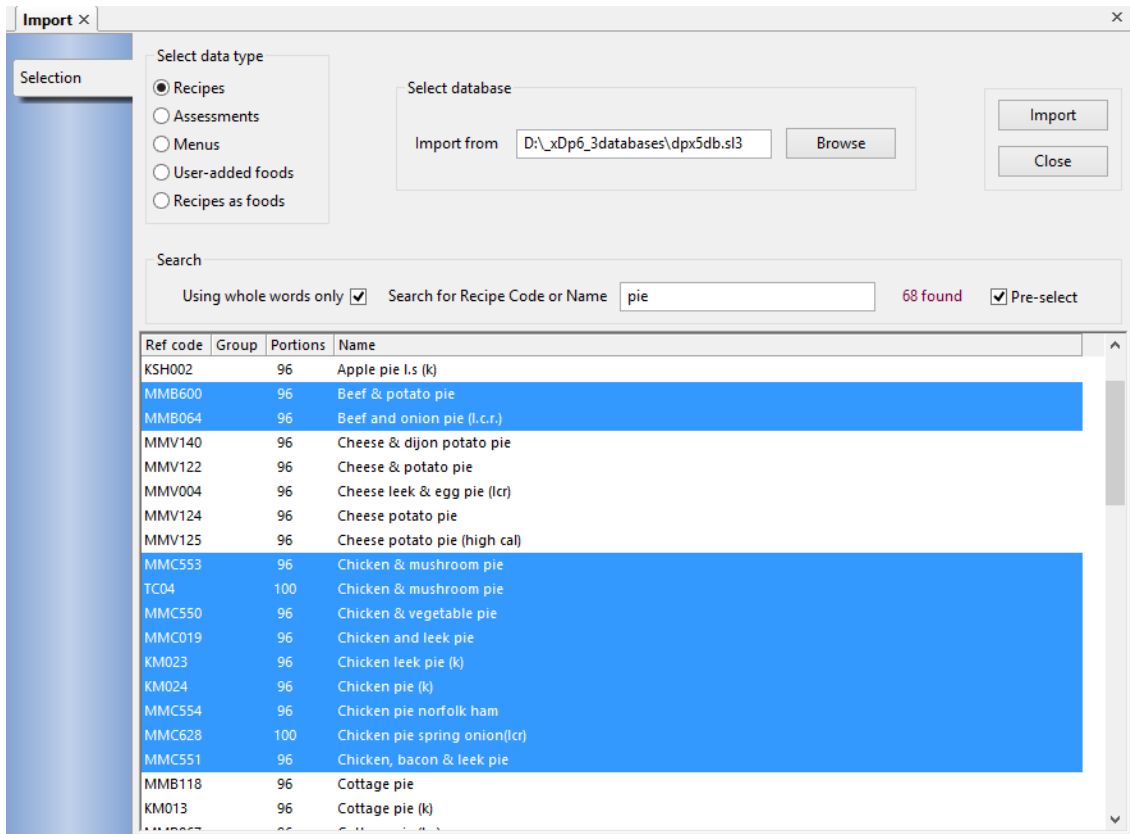 Import ×
Selection
Select data type
Recipes
Assessments
Menus
User-added foods
Recipes as foods
Select database
Import from D:\_xDp6_3databases\dpx5db.sl3 Browse
Import
Close
Search
Using whole words only Search for Recipe Code or Name pie 68 found Pre-select
Ref code Group Portions Name
KSH002 96 Apple pie l.s (k)
MMB600 96 Beef & potato pie
MMB064 96 Beef and onion pie (l.c.r.)
MMV140 96 Cheese & dijon potato pie
MMV122 96 Cheese & potato pie
MMV004 96 Cheese leek & egg pie (lcr)
MMV124 96 Cheese potato pie
MMV125 96 Cheese potato pie (high cal)
MMC553 96 Chicken & mushroom pie
TC04 100 Chicken & mushroom pie
MMC550 96 Chicken & vegetable pie
MMC019 96 Chicken and leek pie
KM023 96 Chicken leek pie (k)
KM024 96 Chicken pie (k)
MMC554 96 Chicken pie norfolk ham
MMC628 100 Chicken pie spring onion(lcr)
MMC551 96 Chicken, bacon & leek pie
MMB118 96 Cottage pie
KM013 96 Cottage pie (k)